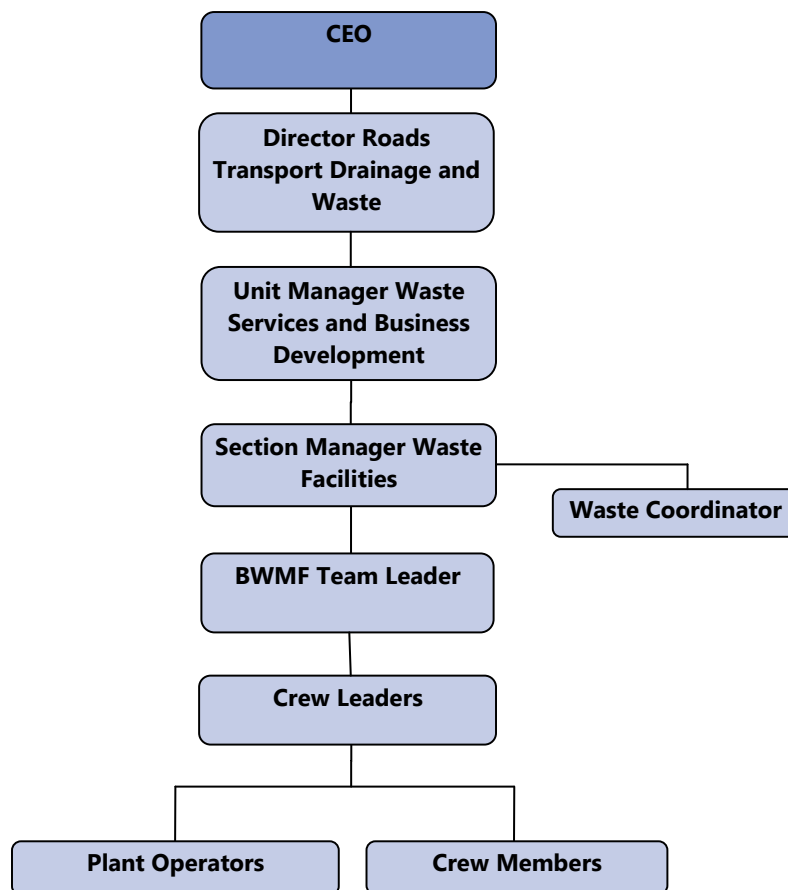 CEO
Director Roads
Transport Drainage and
Waste
Unit Manager Waste
Services and Business
Development
Section Manager Waste
Facilities
Waste Coordinator
BWMF Team Leader
Crew Leaders
Plant Operators
Crew Members